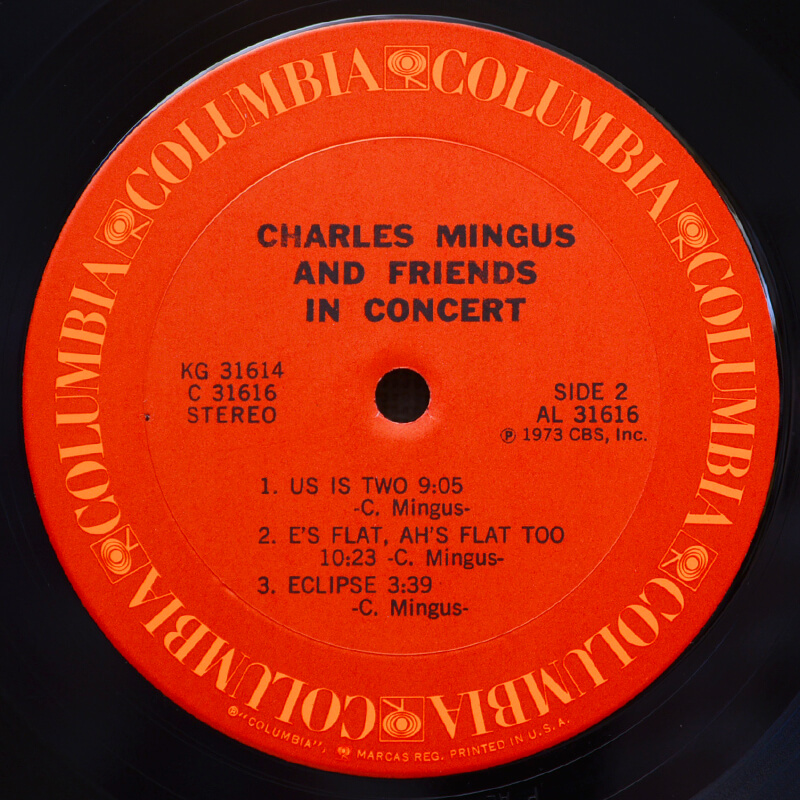 COLUMBIA COLUMBIA COLUMBIA COLUMBIA COLUMBIA COLUMBIA
CHARLES MINGUS
AND FRIENDS
IN CONCERT
KG 31614
C 31616
STEREO
SIDE 2
AL 31616
℗ 1973 CBS, Inc.
1. US IS TWO 9:05
-C. Mingus-
2. E'S FLAT, AH'S FLAT TOO
10:23 -C. Mingus-
3. ECLIPSE 3:39
-C. Mingus-
®"COLUMBIA", MARCAS REG. PRINTED IN U.S.A.